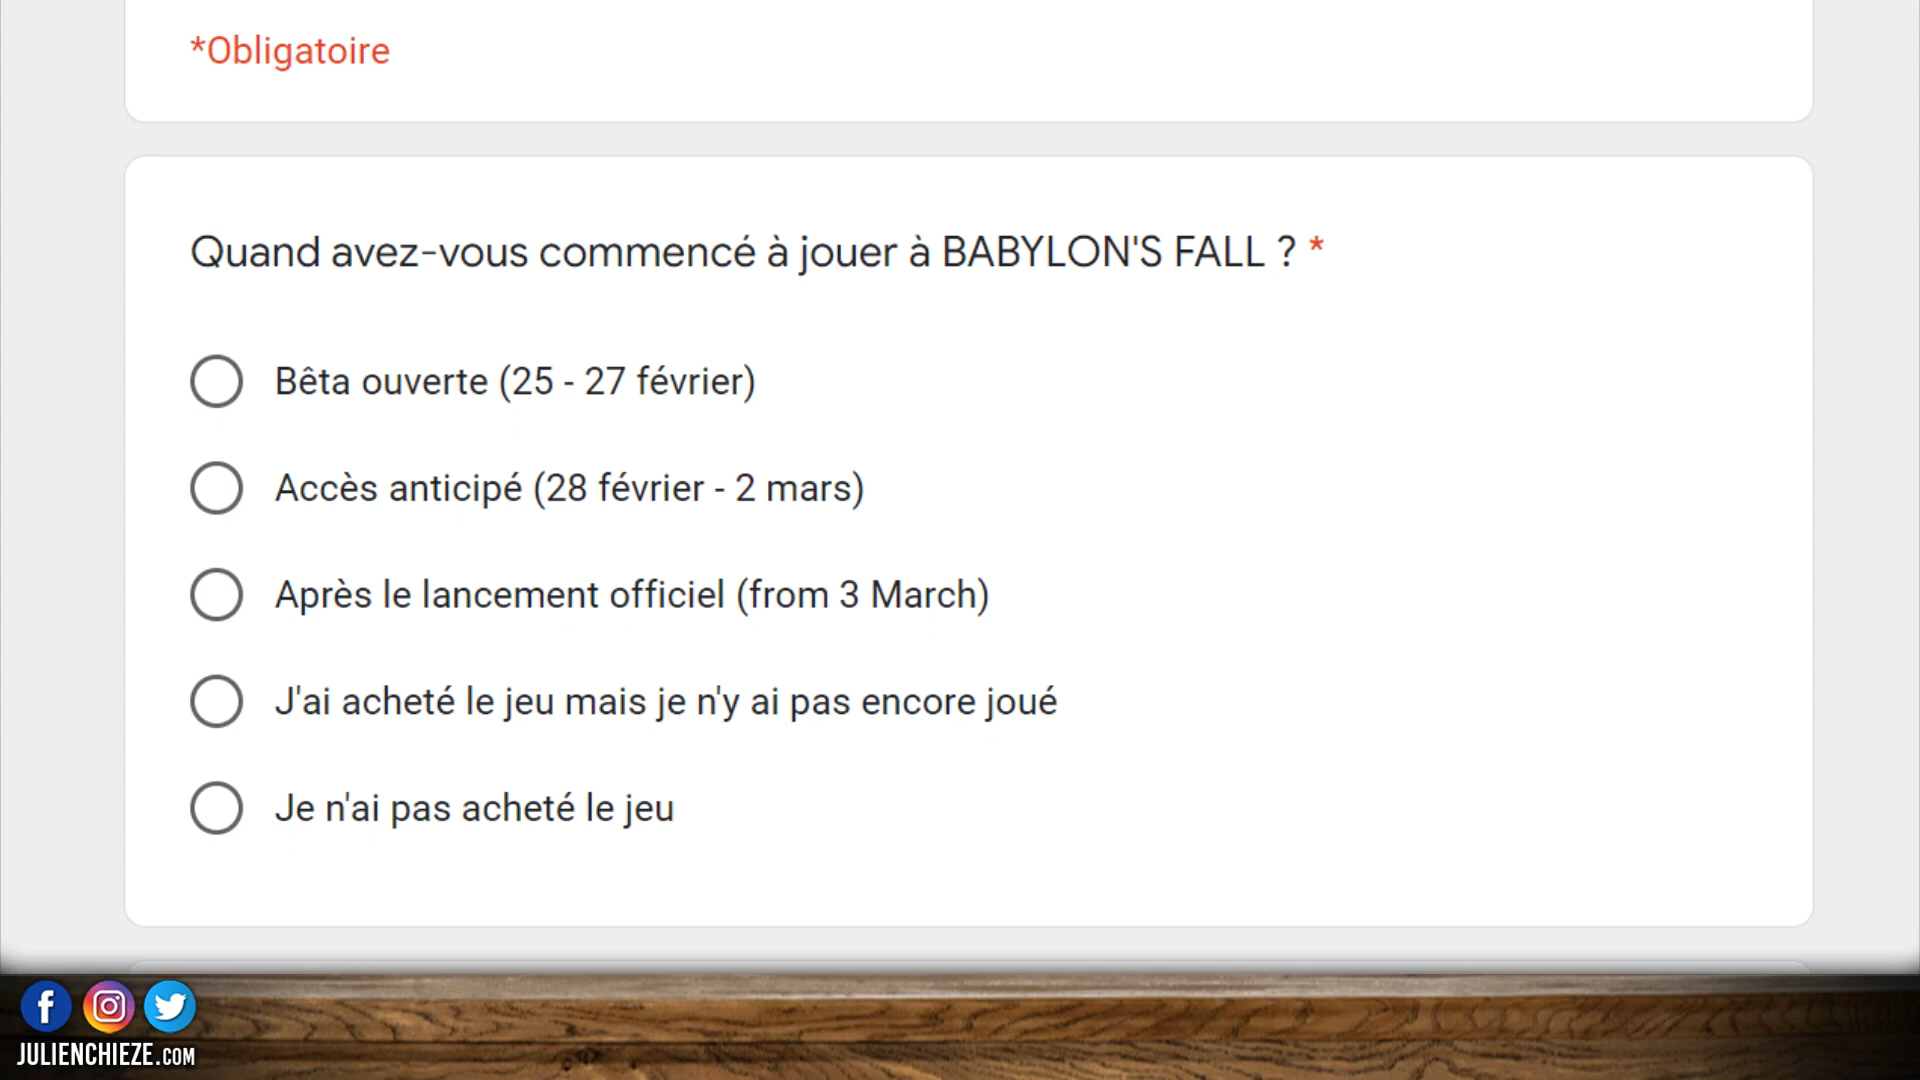 *Obligatoire
Quand avez-vous commencé à jouer à BABYLON'S FALL ? *
Bêta ouverte (25 - 27 février)
Accès anticipé (28 février - 2 mars)
Après le lancement officiel (from 3 March)
J'ai acheté le jeu mais je n'y ai pas encore joué
Je n'ai pas acheté le jeu
JULIENCHIEZE.COM